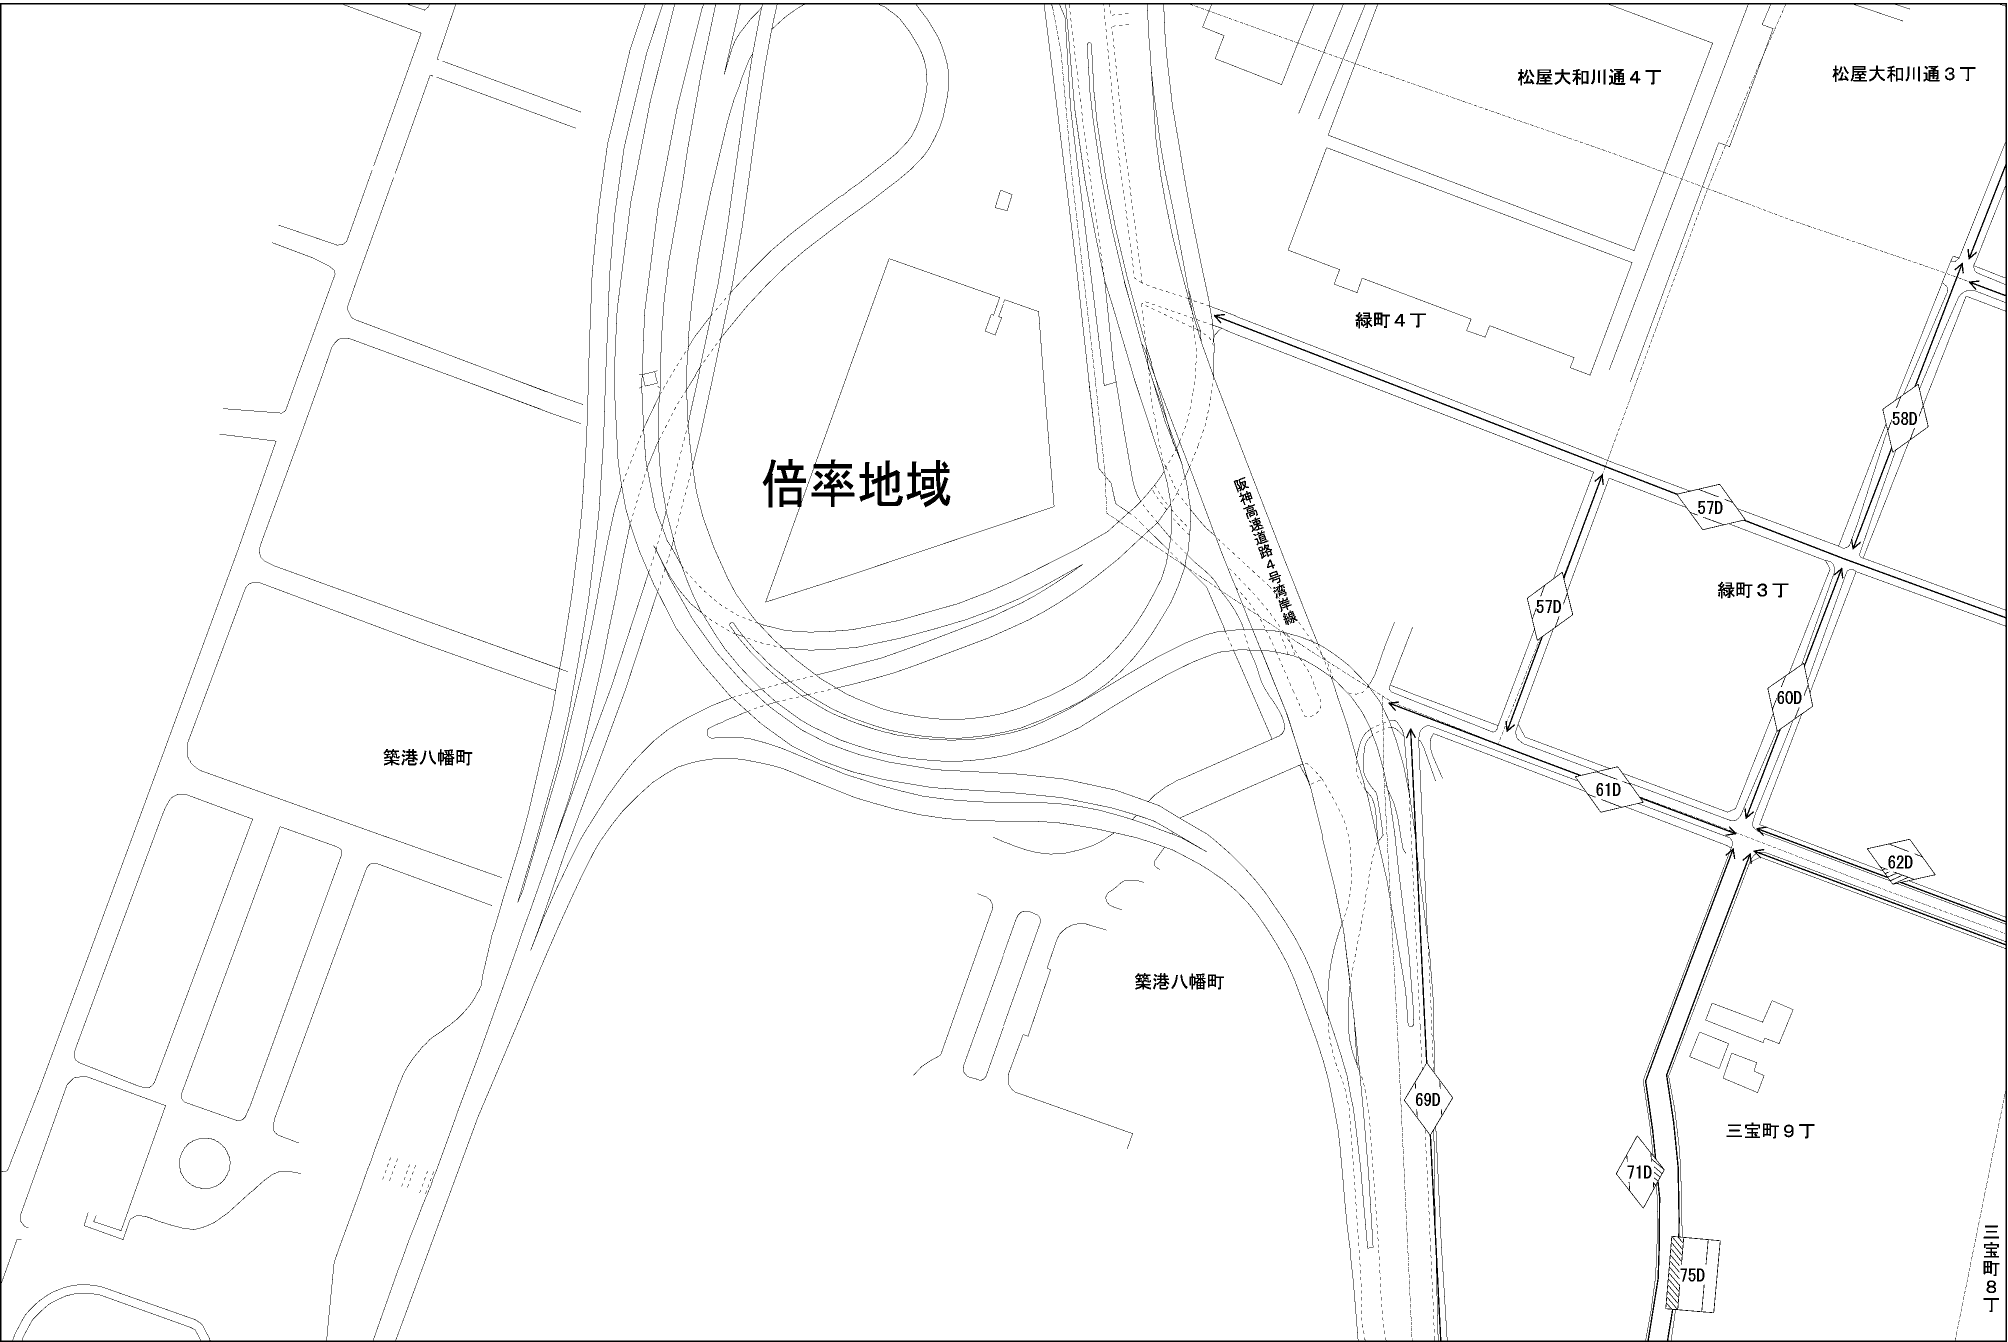 松屋大和川通４丁
松屋大和川通３丁
緑町４丁
58D
倍率地域
阪神高速道路4号湾岸線
57D
57D
緑町３丁
60D
築港八幡町
61D
62D
築港八幡町
69D
三宝町９丁
71D
75D
三宝町８丁